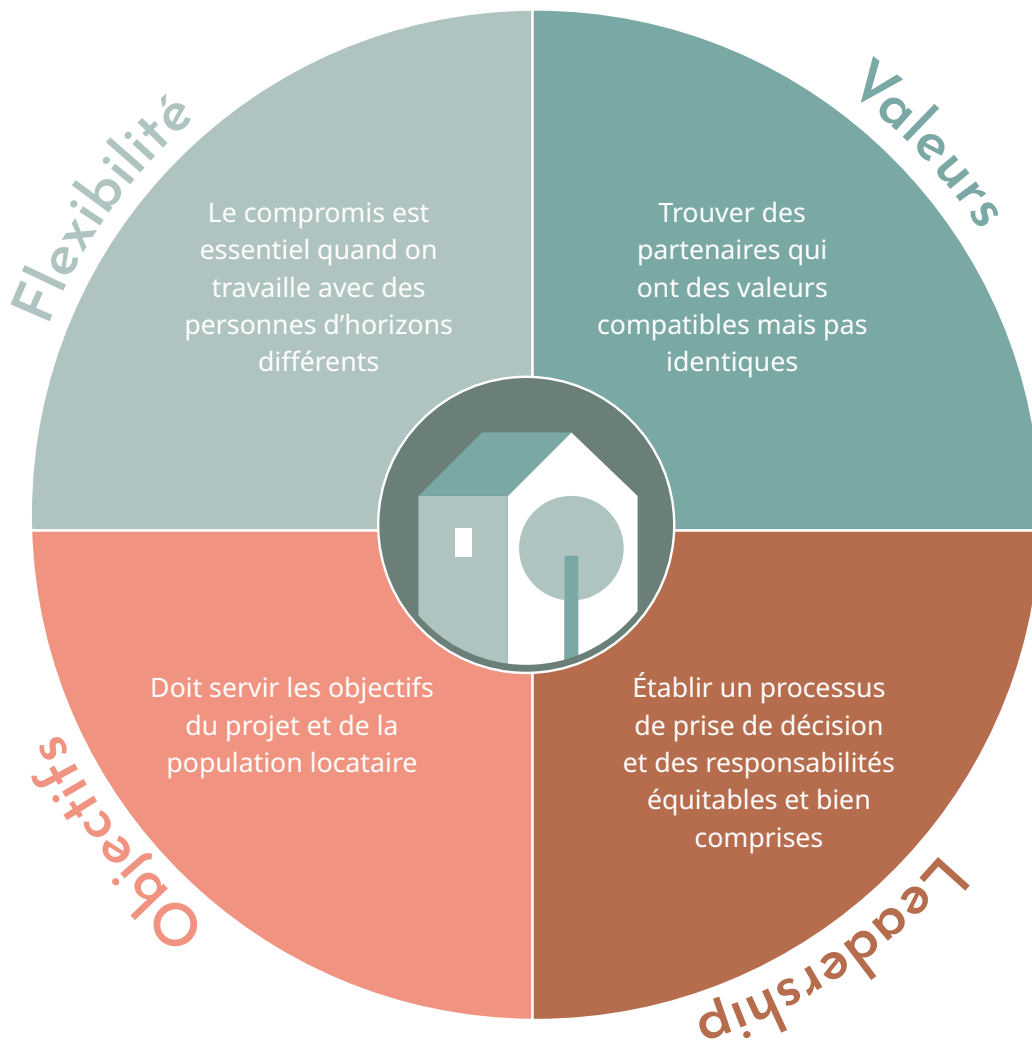 Flexibilité
Le compromis est
essentiel quand on
travaille avec des
personnes d’horizons
différents
Valeurs
Trouver des
partenaires qui
ont des valeurs
compatibles mais pas
identiques
Objectifs
Doit servir les objectifs
du projet et de la
population locataire
Leadership
Établir un processus
de prise de décision
et des responsabilités
équitables et bien
comprises